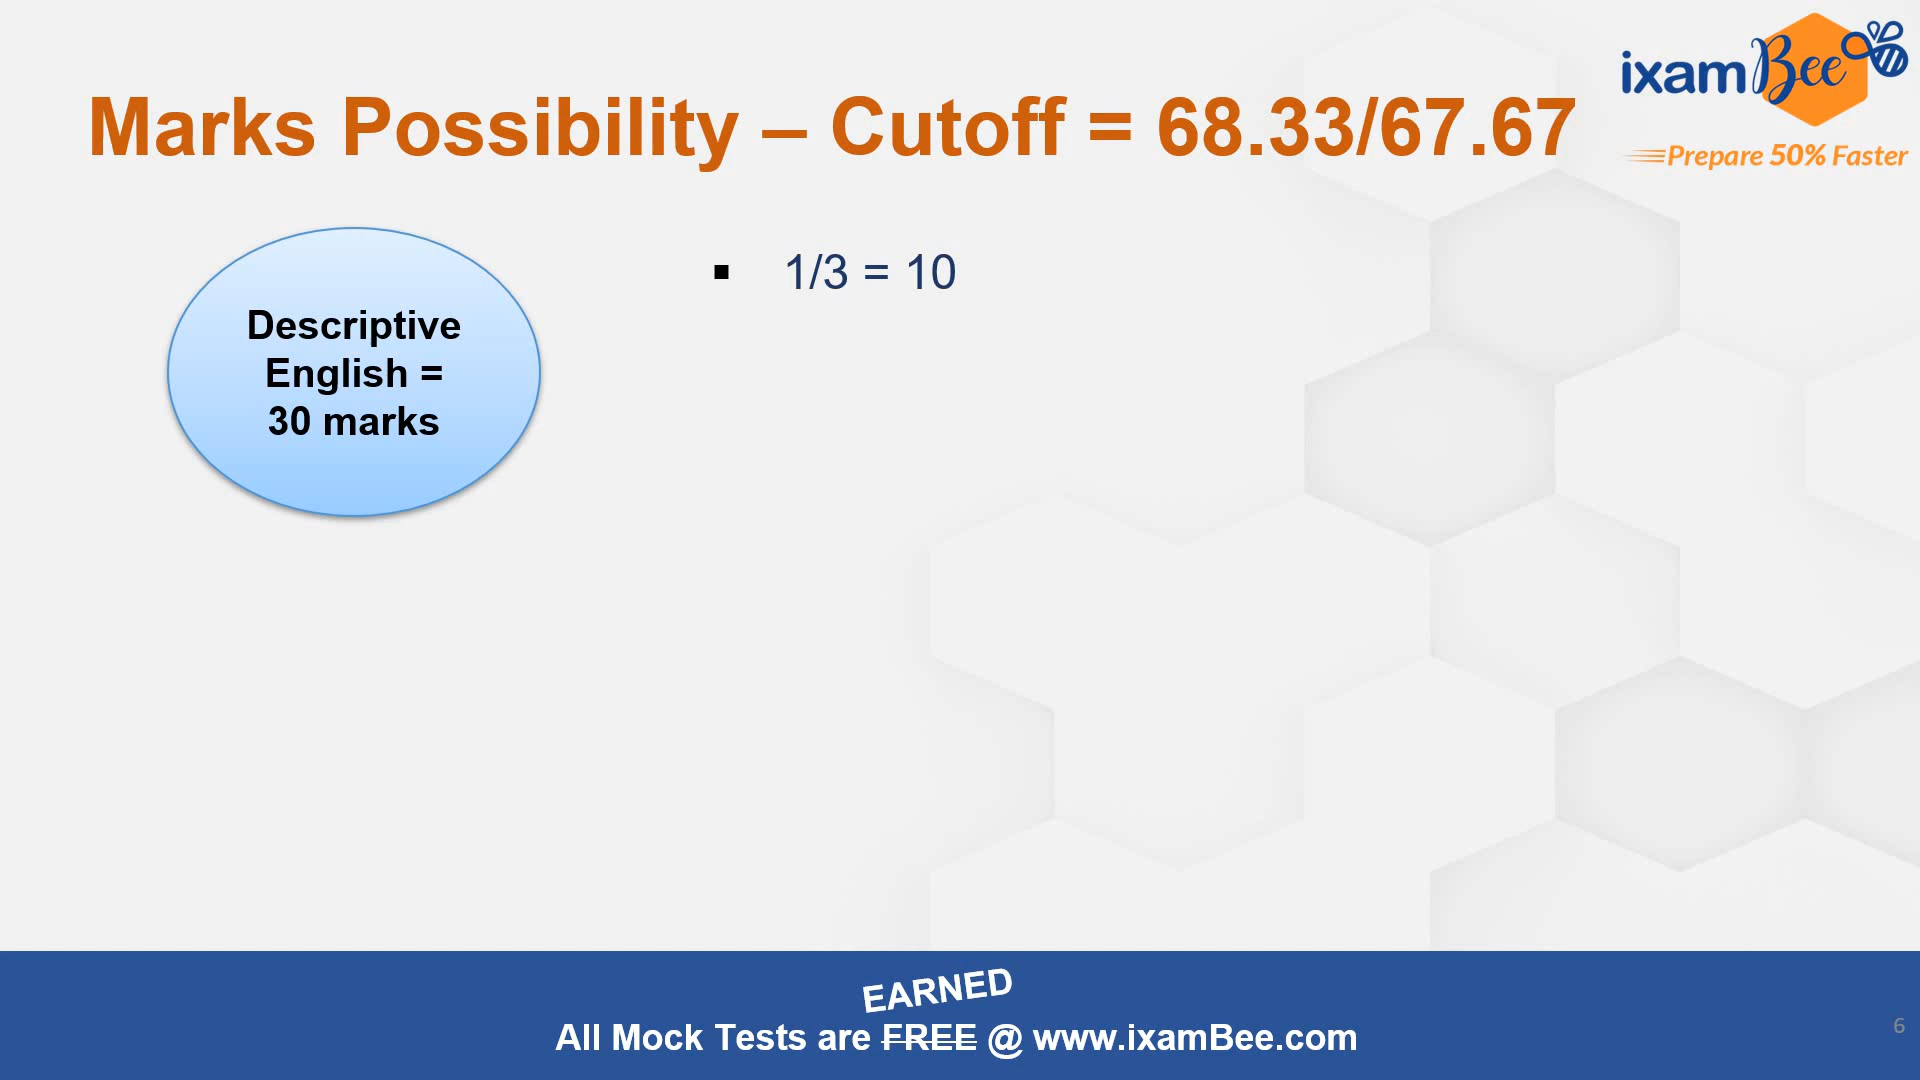 ixamBee
Prepare 50% Faster
Marks Possibility – Cutoff = 68.33/67.67
Descriptive
English =
30 marks
▪ 1/3 = 10
EARNED
All Mock Tests are FREE @ www.ixamBee.com
6